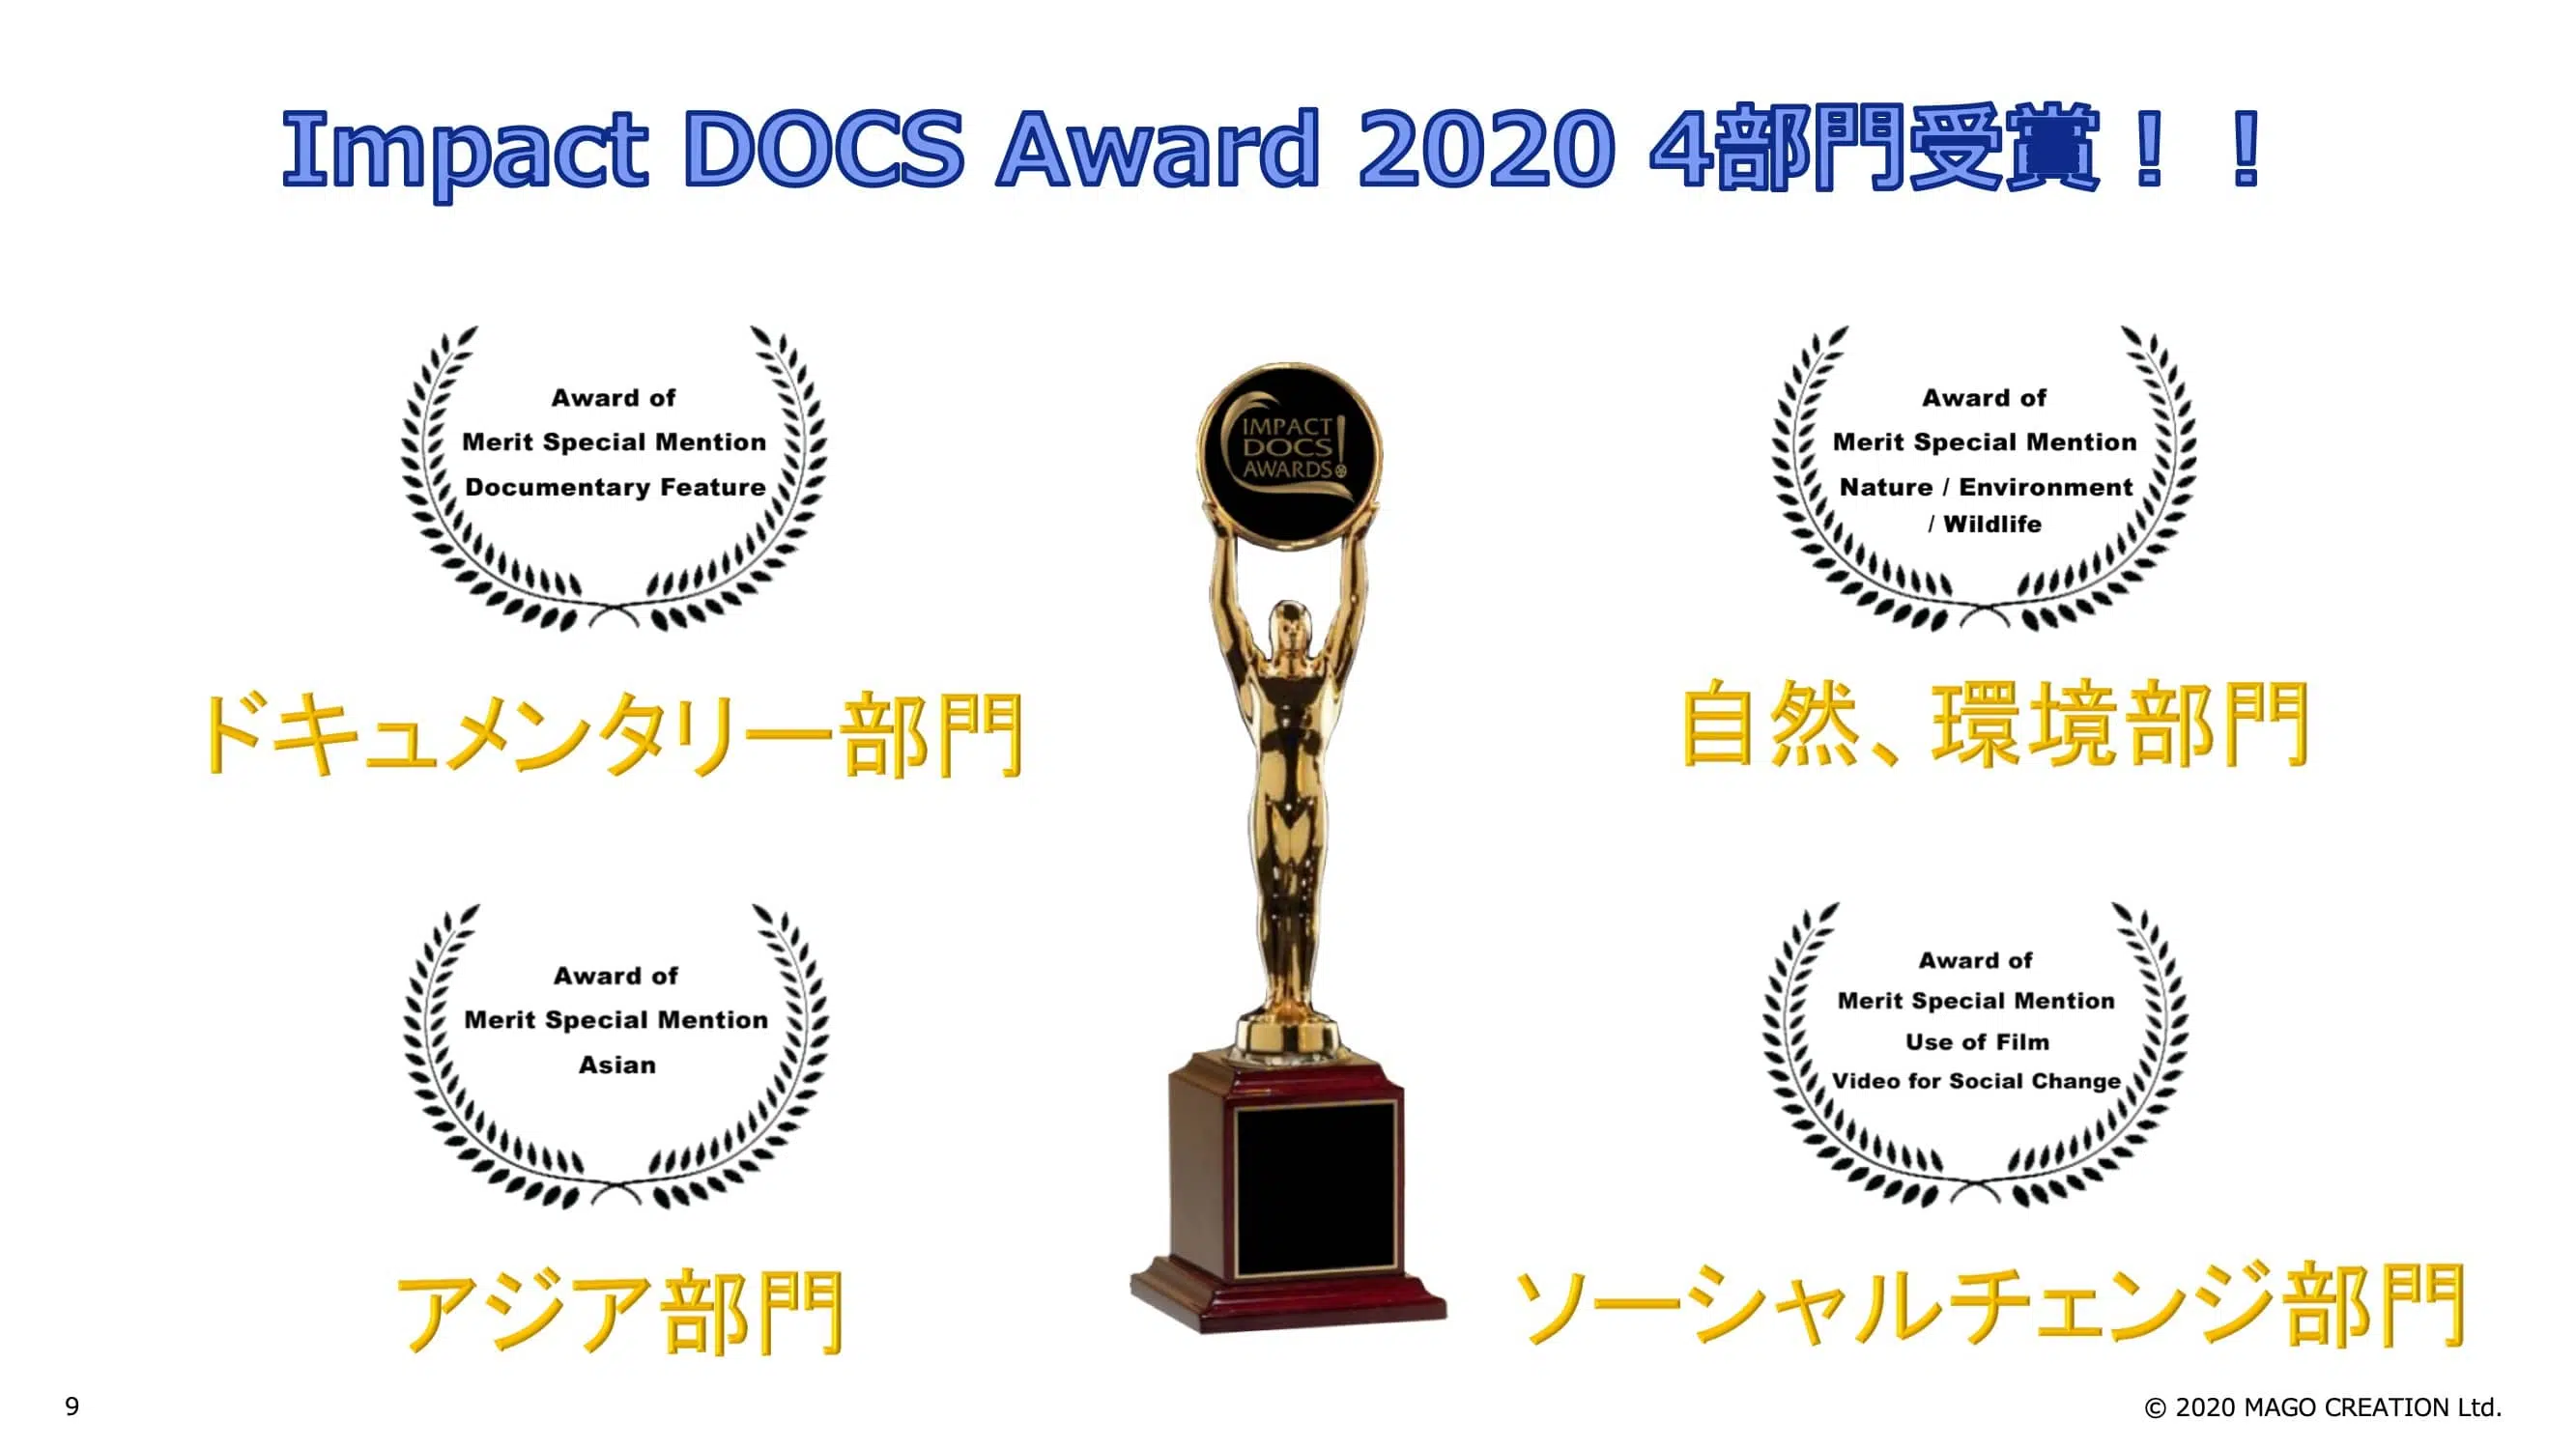 Impact DOCS Award 2020 4部門受賞！！
Award of
Merit Special Mention
Documentary Feature
ドキュメンタリー部門
IMPACT
DOCS!
AWARDS
Award of
Merit Special Mention
Nature / Environment
/ Wildlife
自然、環境部門
Award of
Merit Special Mention
Asian
アジア部門
Award of
Merit Special Mention
Use of Film
Video for Social Change
ソーシャルチェンジ部門
9
© 2020 MAGO CREATION Ltd.